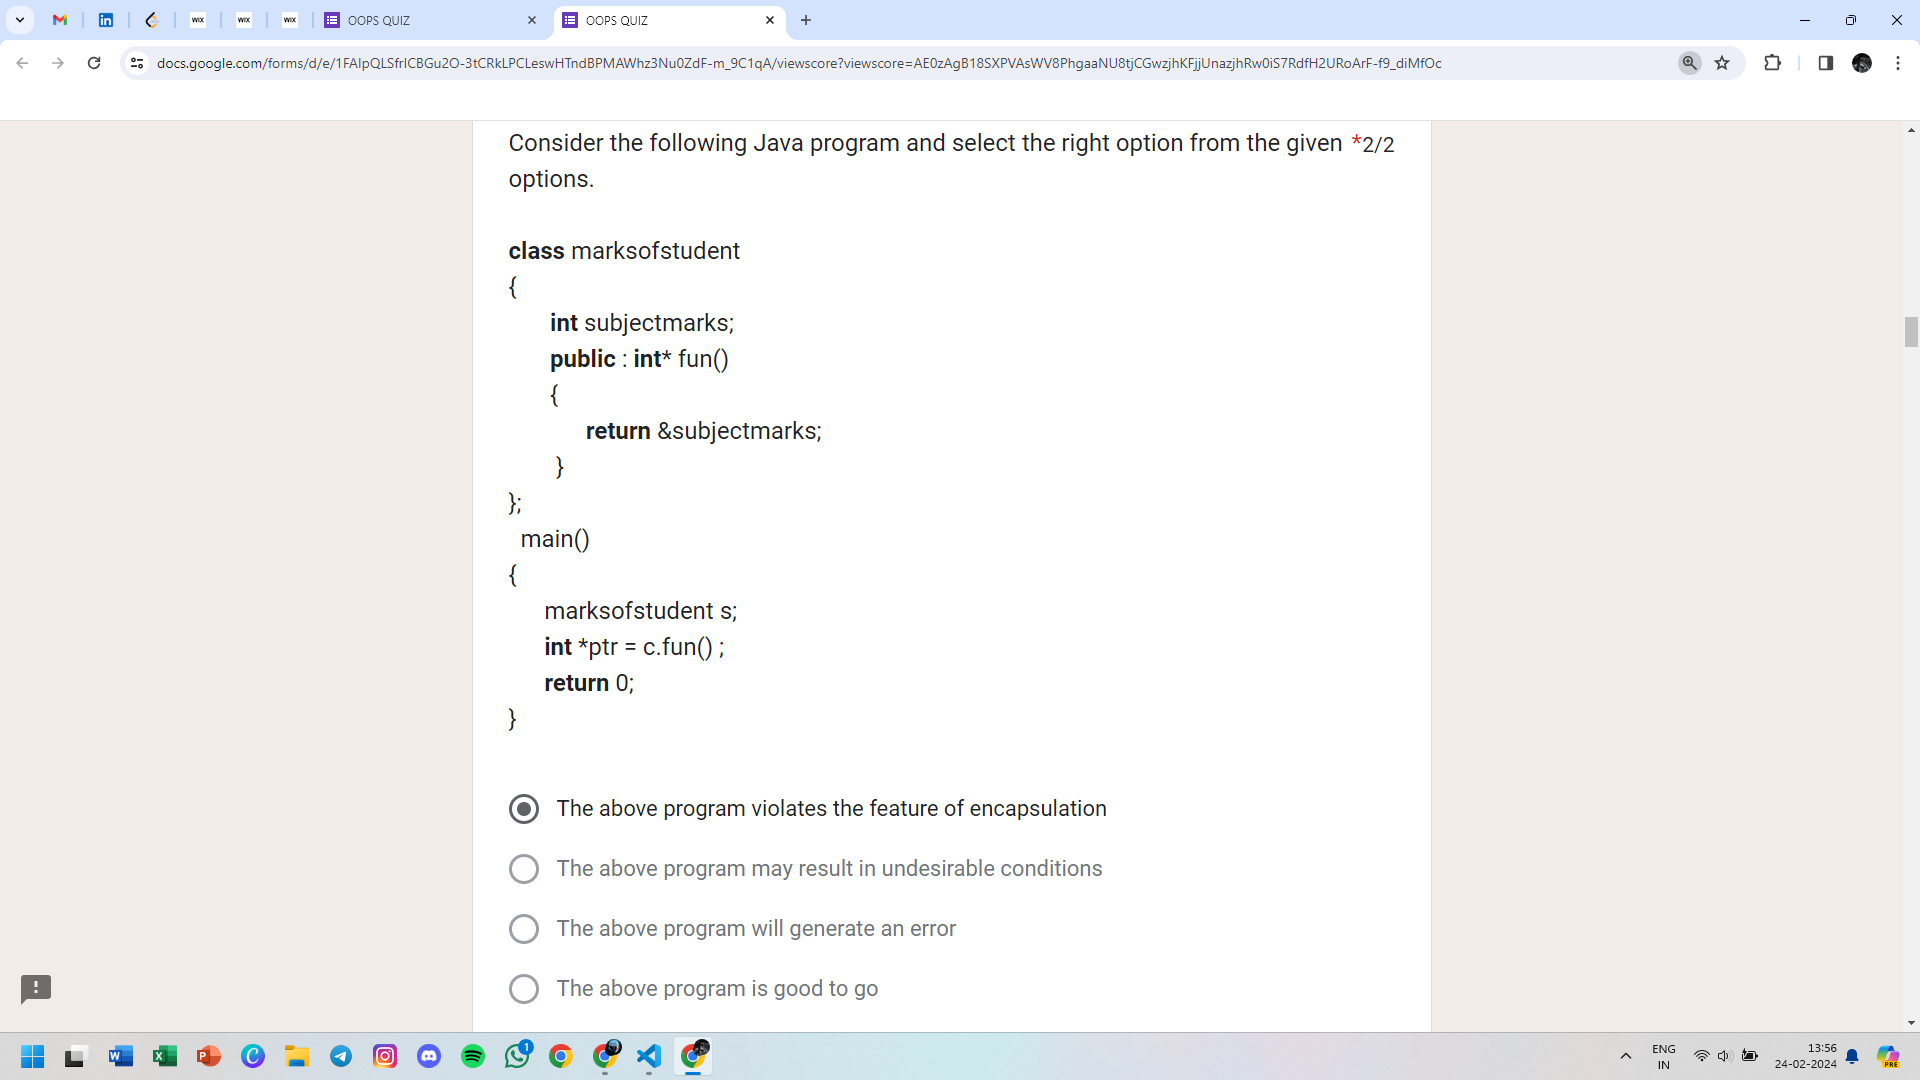 OOPS QUIZ
OOPS QUIZ
docs.google.com/forms/d/e/1FAIpQLSfrICBGu2O-3tCRkLPCLeswHTndBPMAWhz3Nu0ZdF-m_9C1qA/viewscore?viewscore=AE0zAgB18SXPVAsWV8PhgaaNU8tjCGwzjhKFjjUnazjhRw0iS7RdfH2URoArF-f9_diMfOc
Consider the following Java program and select the right option from the given *2/2
options.
class marksofstudent
{
int subjectmarks;
public : int* fun()
{
return &subjectmarks;
}
};
main()
{
marksofstudent s;
int *ptr = c.fun() ;
return 0;
}
The above program violates the feature of encapsulation
The above program may result in undesirable conditions
The above program will generate an error
The above program is good to go
1
ENG
IN
13:56
24-02-2024
PRE